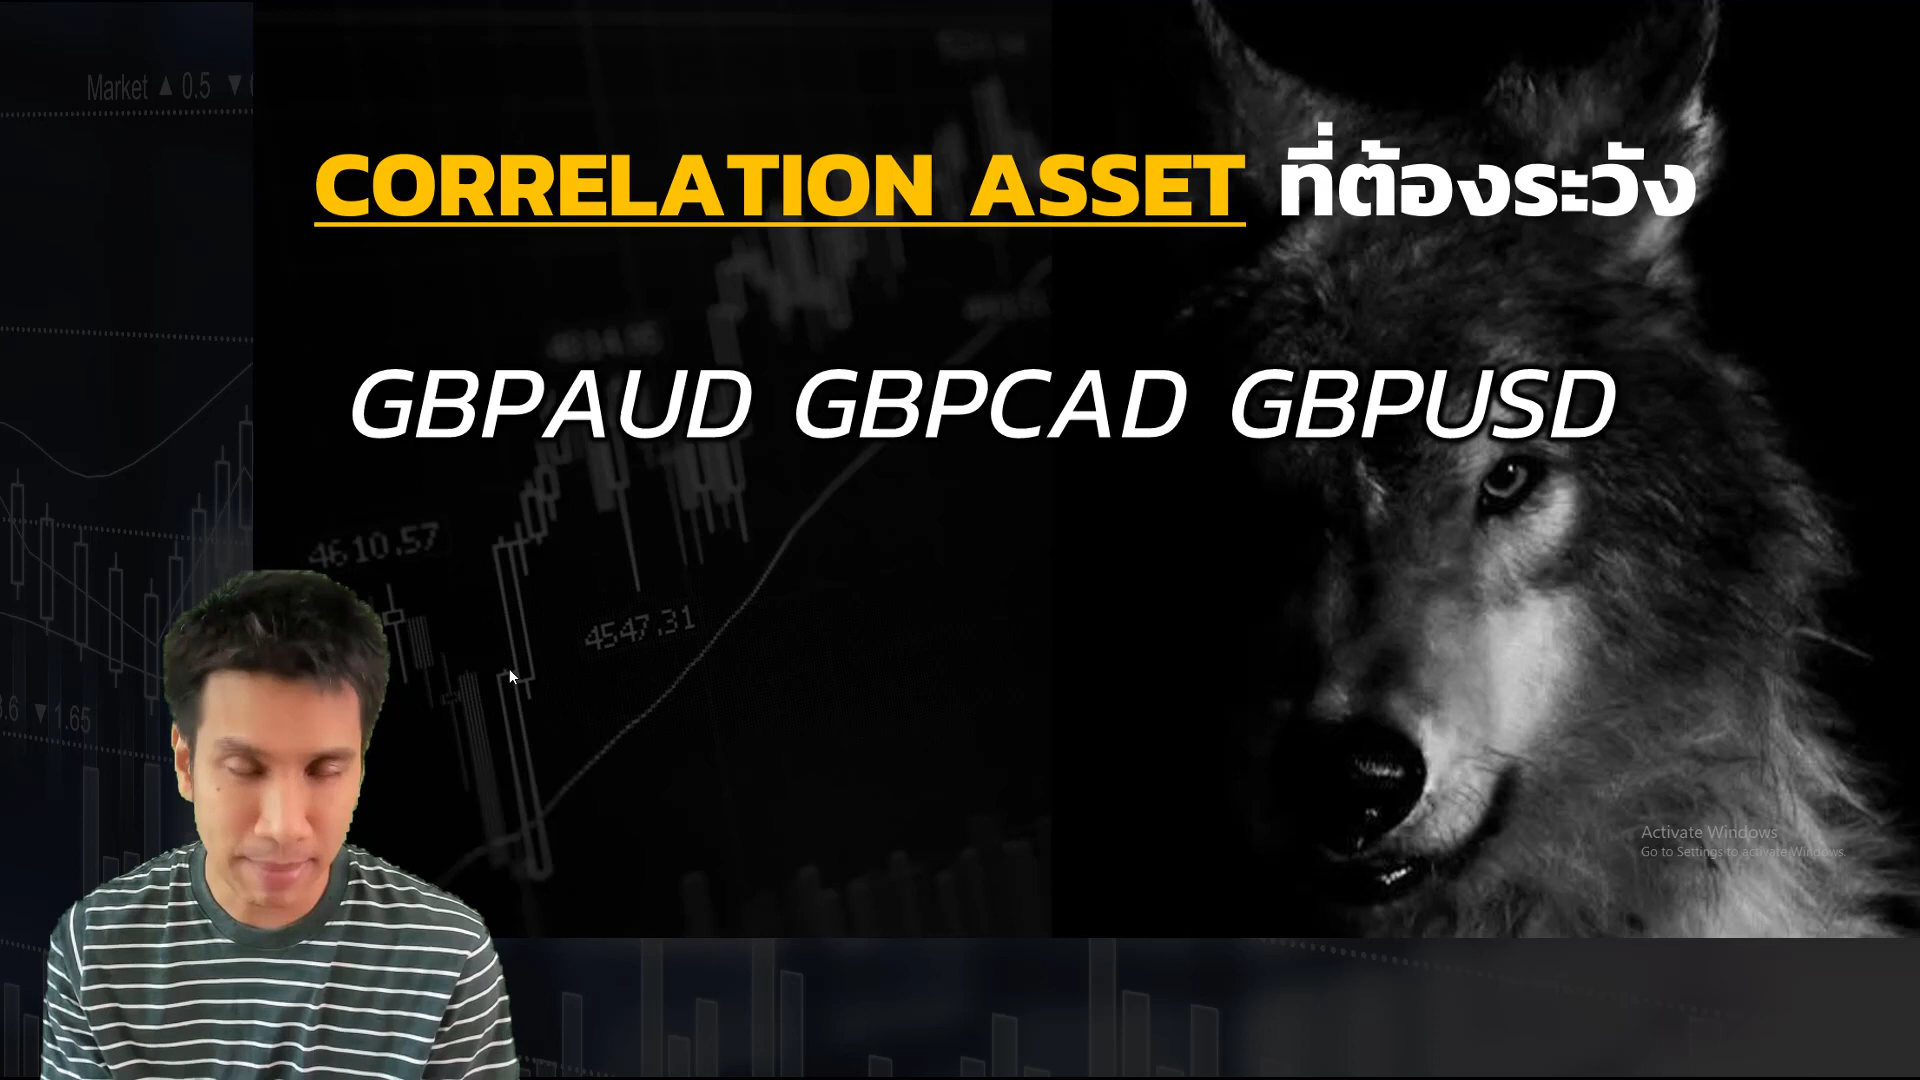 Market ▲ 0.5 ▼
CORRELATION ASSET ที่ต้องระวัง
GBPAUD GBPCAD GBPUSD
4610.57
4547.31
▼ 1.65
Activate Windows
Go to Settings to activate Windows.